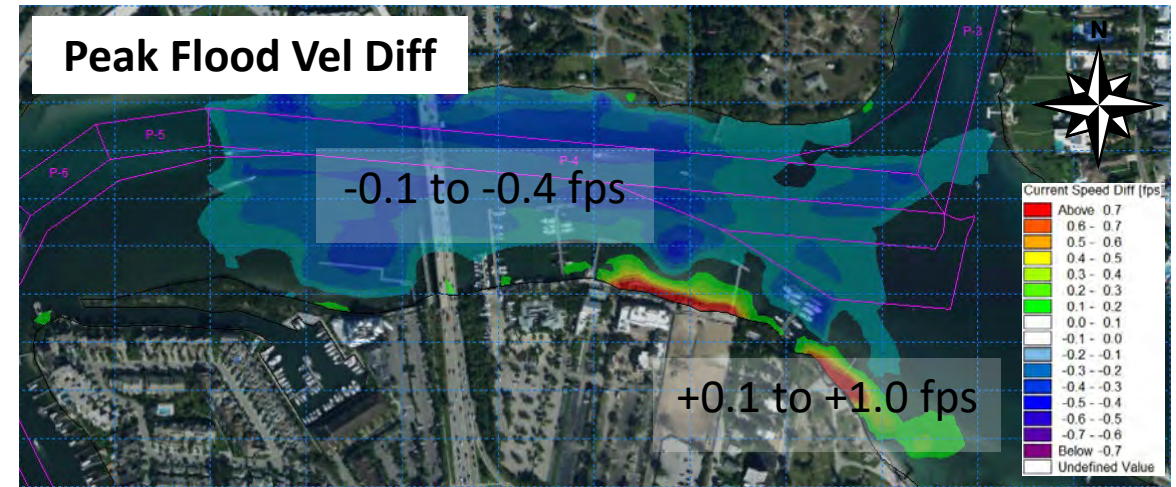 Peak Flood Vel Diff
N
P-3
P-5
P-4
P-6
-0.1 to -0.4 fps
+0.1 to +1.0 fps
Current Speed Diff [fps]
Above 0.7
0.6 - 0.7
0.5 - 0.6
0.4 - 0.5
0.3 - 0.4
0.2 - 0.3
0.1 - 0.2
0.0 - 0.1
-0.1 - 0.0
-0.2 - -0.1
-0.3 - -0.2
-0.4 - -0.3
-0.5 - -0.4
-0.6 - -0.5
-0.7 - -0.6
Below -0.7
Undefined Value